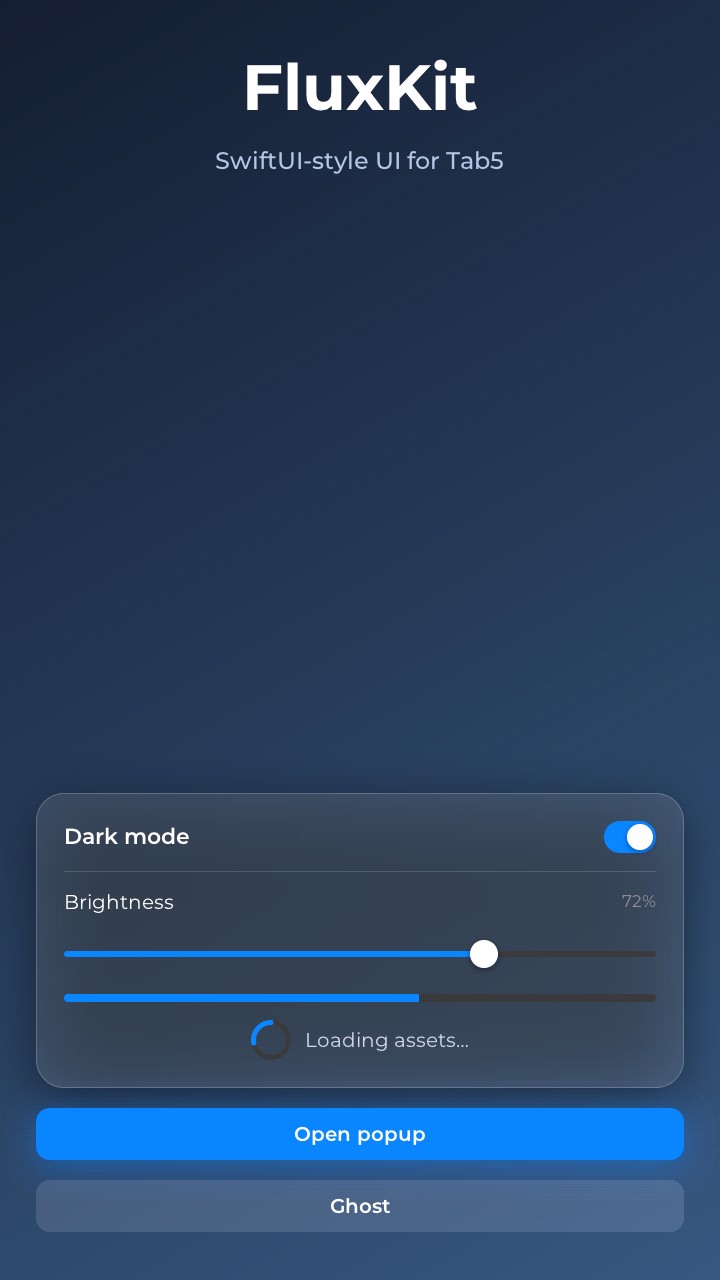 FluxKit
SwiftUI-style UI for Tab5
Dark mode
Brightness 72%
Loading assets...
Open popup
Ghost